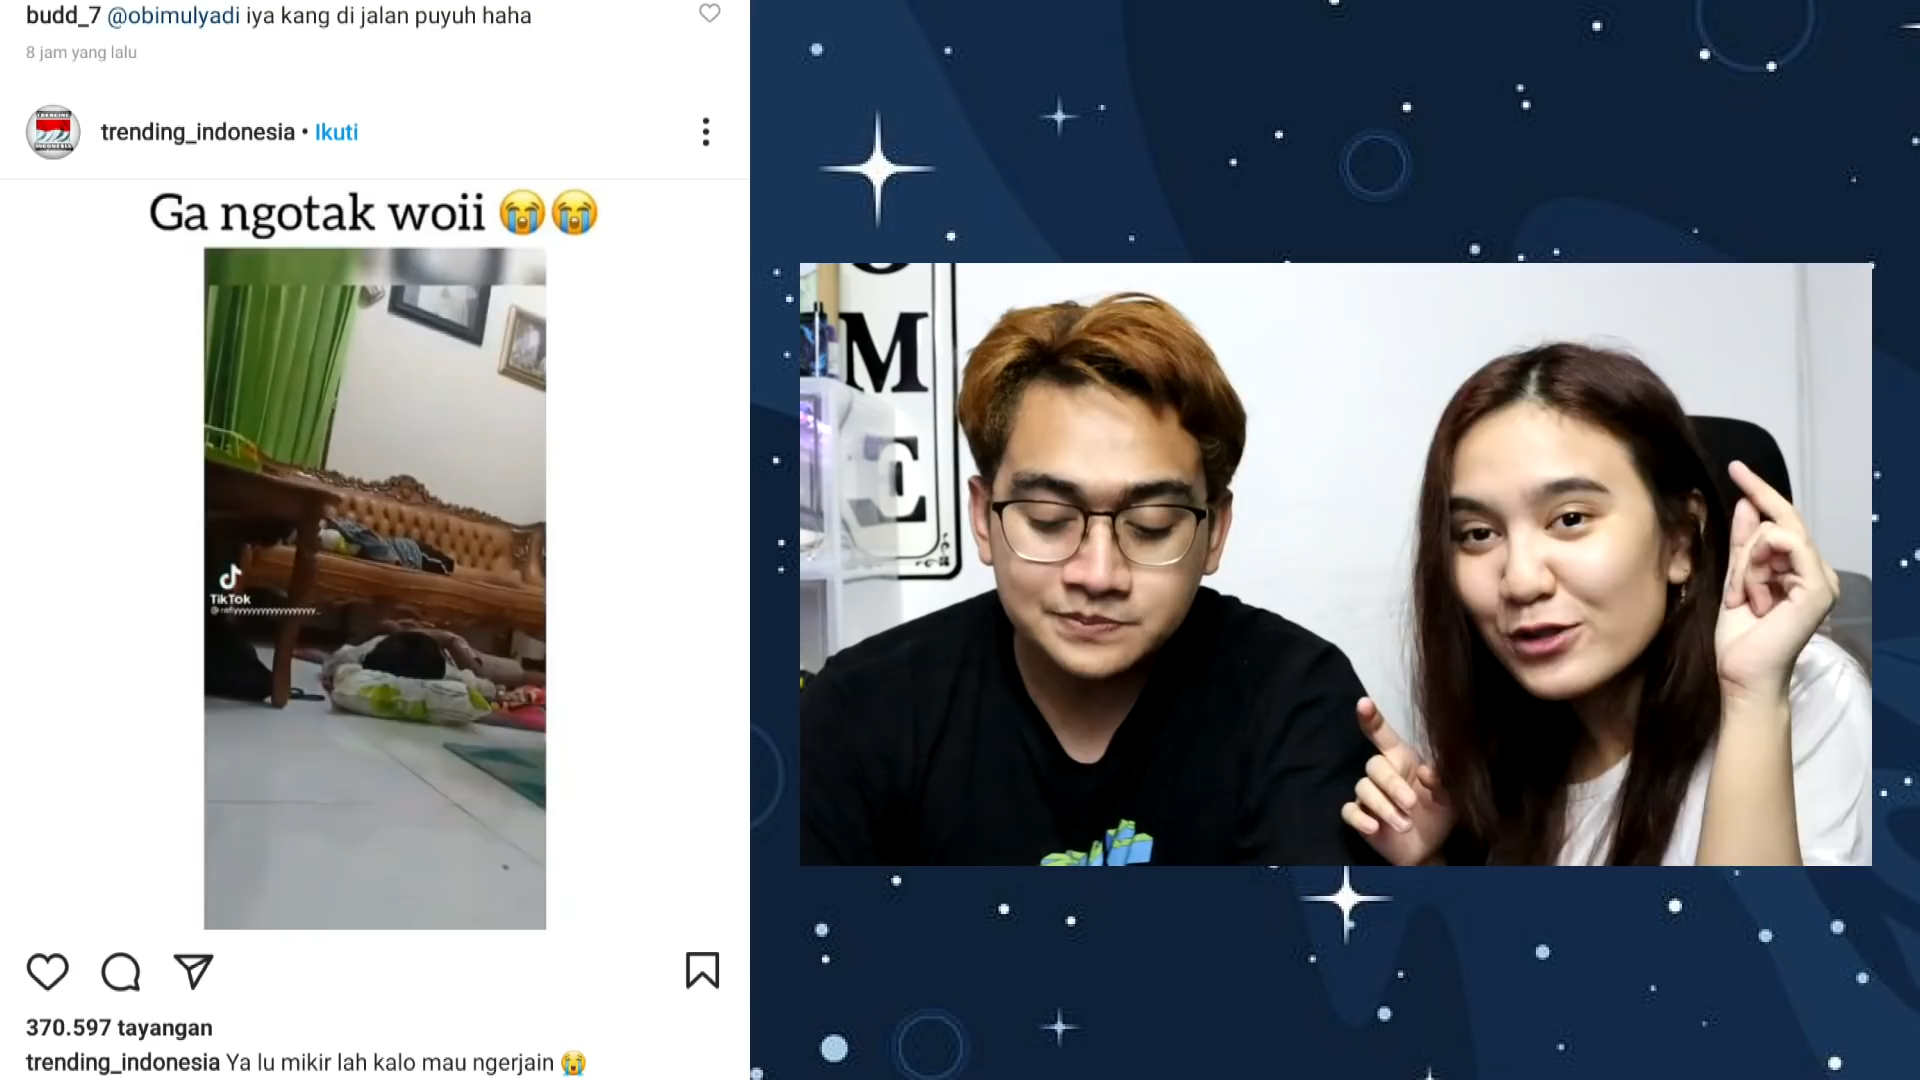 budd_7 @obimulyadi iya kang di jalan puyuh haha
8 jam yang lalu
trending_indonesia • Ikuti
Ga ngotak woii 😭😭
TikTok
370.597 tayangan
trending_indonesia Ya lu mikir lah kalo mau ngerjain 😭
M
E